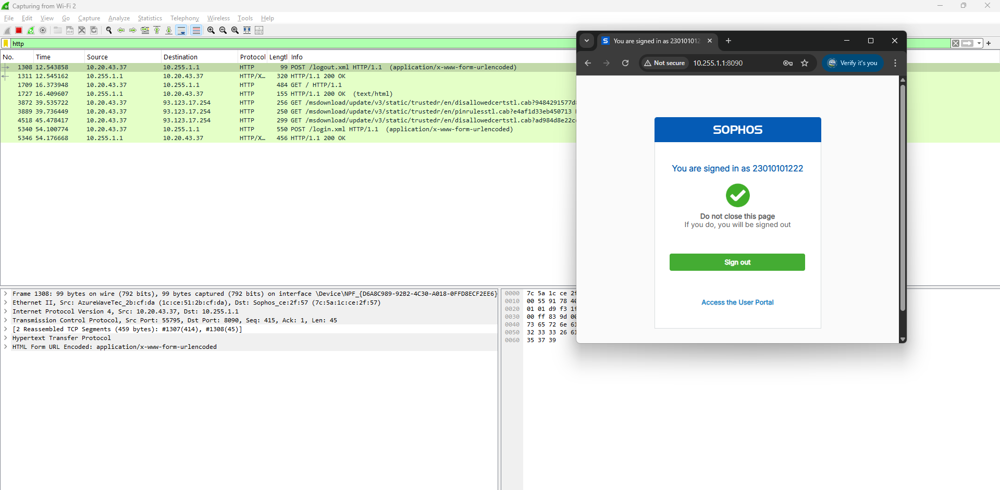 Capturing from Wi-Fi 2
File Edit View Go Capture Analyze Statistics Telephony Wireless Tools Help
http
No. Time Source Destination Protocol Lengtl Info
1308 12.543858 10.20.43.37 10.255.1.1 HTTP 99 POST /logout.xml HTTP/1.1 (application/x-www-form-urlencoded)
1311 12.545162 10.255.1.1 10.20.43.37 HTTP/X… 320 HTTP/1.1 200 OK
1709 16.373948 10.20.43.37 10.255.1.1 HTTP 484 GET / HTTP/1.1
1727 16.409607 10.255.1.1 10.20.43.37 HTTP 155 HTTP/1.1 200 OK (text/html)
3872 39.535722 10.20.43.37 93.123.17.254 HTTP 256 GET /msdownload/update/v3/static/trustedr/en/disallowedcertstl.cab?9484291577d
3889 39.736449 10.20.43.37 93.123.17.254 HTTP 250 GET /msdownload/update/v3/static/trustedr/en/pinrulesstl.cab?e4af1d33eb450713
4518 45.478417 10.20.43.37 93.123.17.254 HTTP 299 GET /msdownload/update/v3/static/trustedr/en/disallowedcertstl.cab?ad984d8e22c
5340 54.100774 10.20.43.37 10.255.1.1 HTTP 550 POST /login.xml HTTP/1.1 (application/x-www-form-urlencoded)
5346 54.176668 10.255.1.1 10.20.43.37 HTTP/X… 456 HTTP/1.1 200 OK
You are signed in as 230101012
Not secure 10.255.1.1:8090 Verify it's you
SOPHOS
You are signed in as 23010101222
Do not close this page
If you do, you will be signed out
Sign out
Access the User Portal
Frame 1308: 99 bytes on wire (792 bits), 99 bytes captured (792 bits) on interface \Device\NPF_{D6A8C989-92B2-4C30-A018-0FFD8ECF2EE6}
Ethernet II, Src: AzureWaveTec_2b:cf:da (1c:ce:51:2b:cf:da), Dst: Sophos_ce:2f:57 (7c:5a:1c:ce:2f:57)
Internet Protocol Version 4, Src: 10.20.43.37, Dst: 10.255.1.1
Transmission Control Protocol, Src Port: 55795, Dst Port: 8090, Seq: 415, Ack: 1, Len: 45
[2 Reassembled TCP Segments (459 bytes): #1307(414), #1308(45)]
Hypertext Transfer Protocol
HTML Form URL Encoded: application/x-www-form-urlencoded
0000 7c 5a 1c ce 2f
0010 00 55 91 78 40
0020 01 01 d9 f3 1f
0030 00 ff 83 9d 00
0040 73 65 72 6e 61
0050 32 33 33 26 61
0060 35 37 39